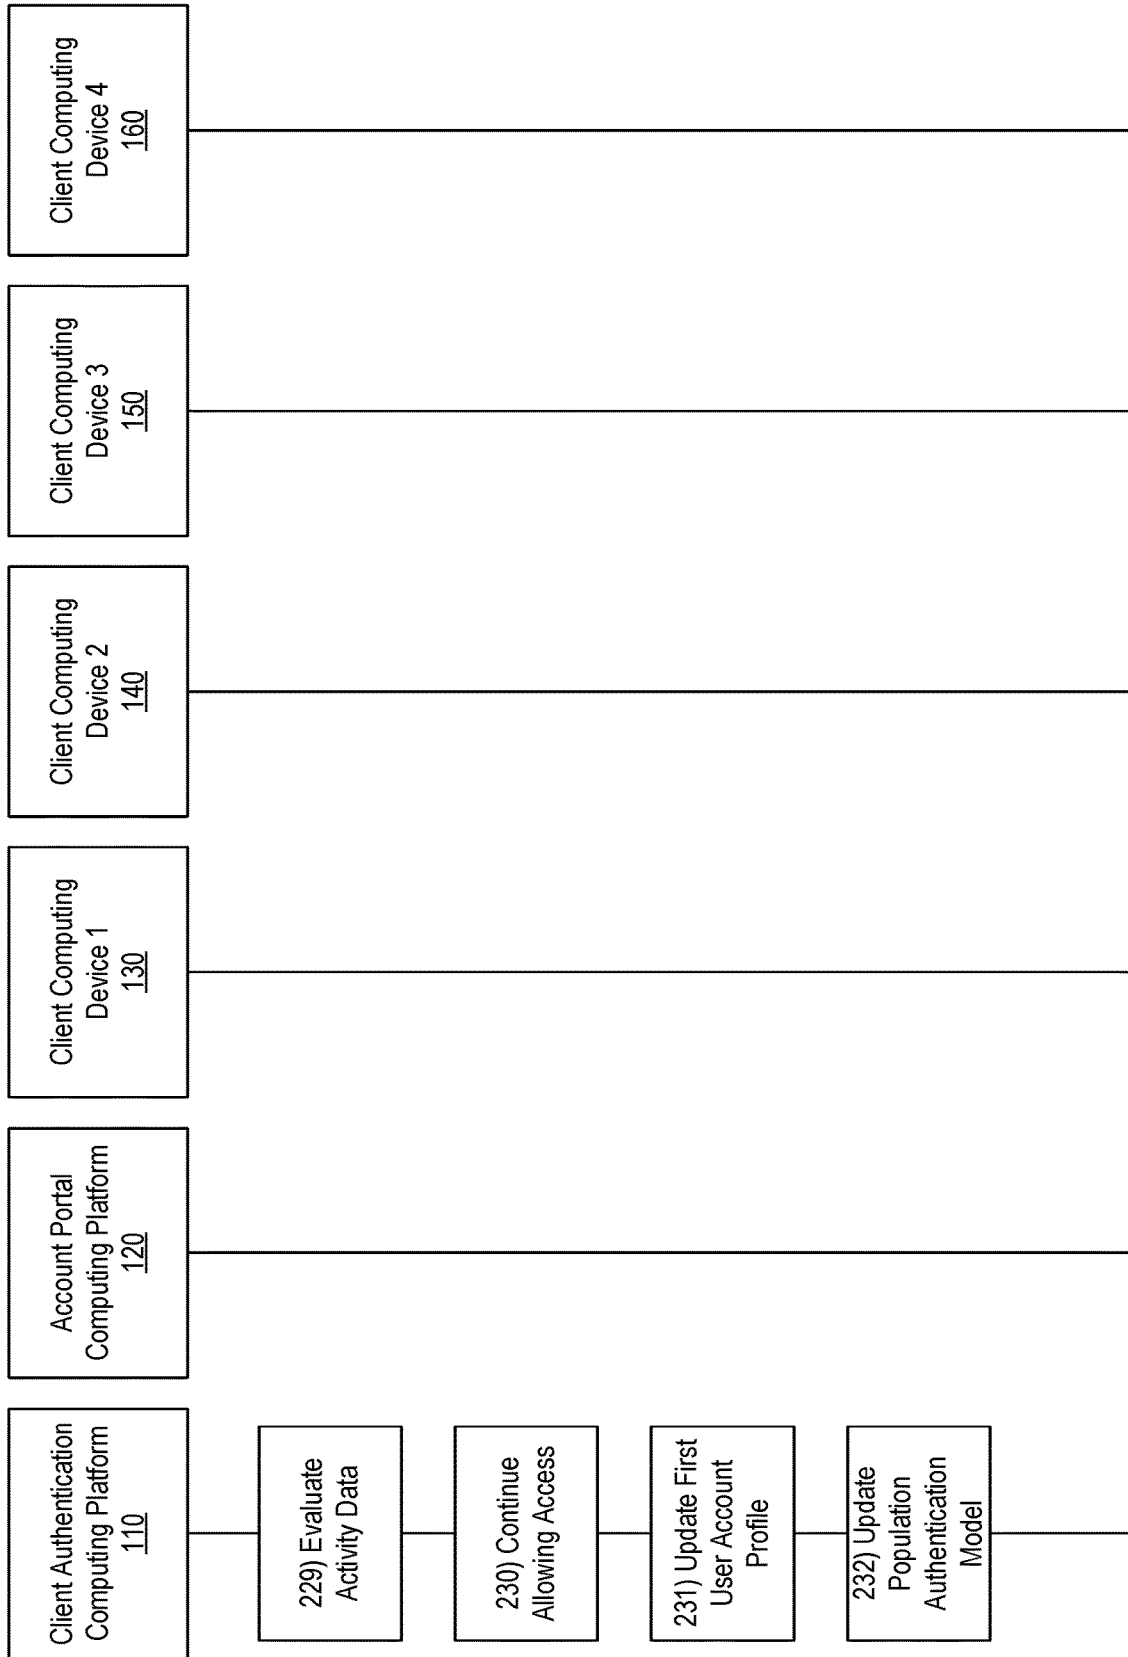 Client Authentication
Computing Platform
110
Account Portal
Computing Platform
120
Client Computing
Device 1
130
Client Computing
Device 2
140
Client Computing
Device 3
150
Client Computing
Device 4
160
229) Evaluate
Activity Data
230) Continue
Allowing Access
231) Update First
User Account
Profile
232) Update
Population
Authentication
Model